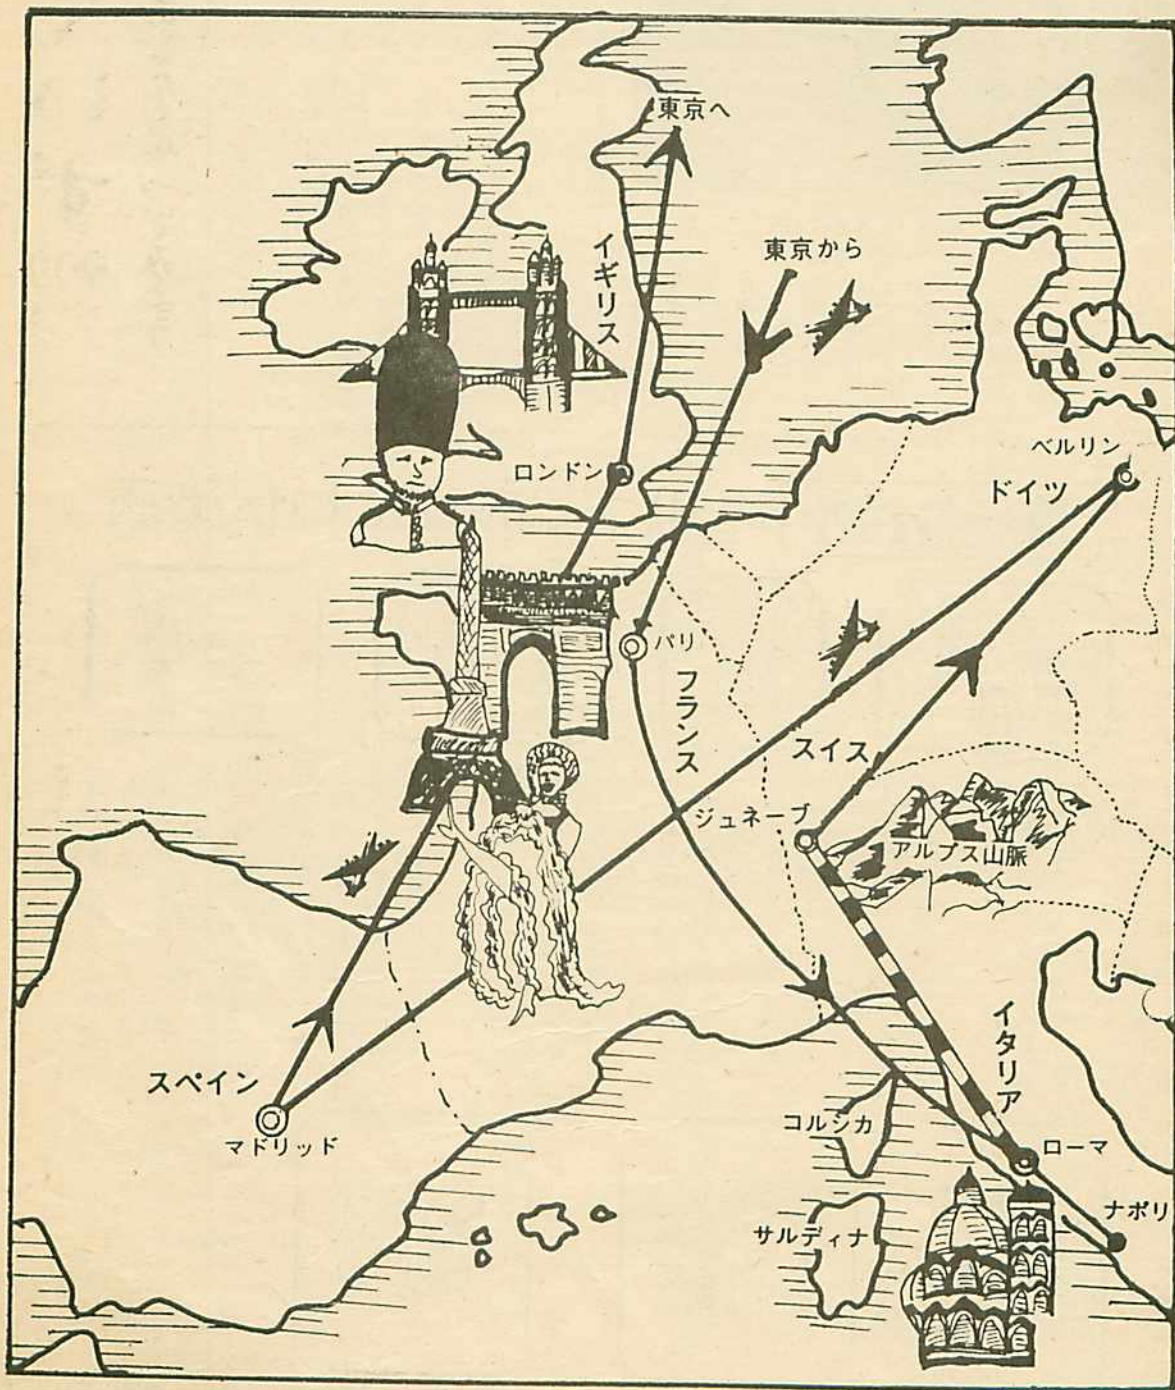 東京へ
東京から
イギリス
ロンドン
ベルリン
ドイツ
パリ
フランス
スイス
ジュネーブ
アルプス山脈
イタリア
スペイン
マドリッド
コルシカ
ローマ
ナポリ
サルディナ